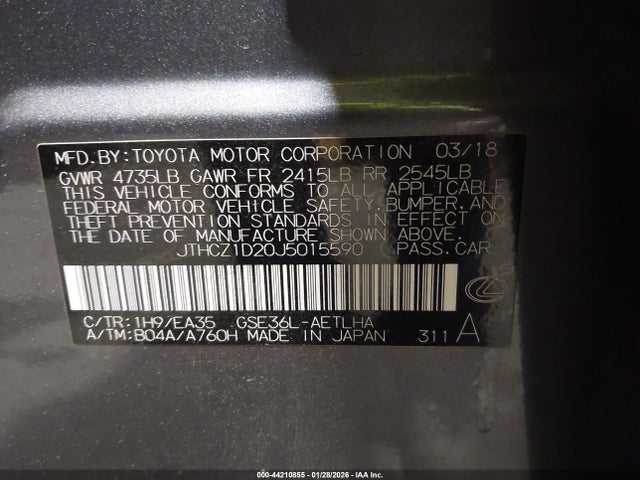 MFD.BY:TOYOTA MOTOR CORPORATION 03/18
GVWR 4735LB GAWR FR 2415LB RR 2545LB
THIS VEHICLE CONFORMS TO ALL APPLICABLE
FEDERAL MOTOR VEHICLE SAFETY,BUMPER,AND
THEFT PREVENTION STANDARDS IN EFFECT ON
THE DATE OF MANUFACTURE SHOWN ABOVE.
JTHCZ1D20J5015590 PASS.CAR
C/TR:1H9/EA35 GSE36L-AETLHA
A/TM:B04A/A760H MADE IN JAPAN 311 A
44210855 - 01/28/2026 - IAA Inc.